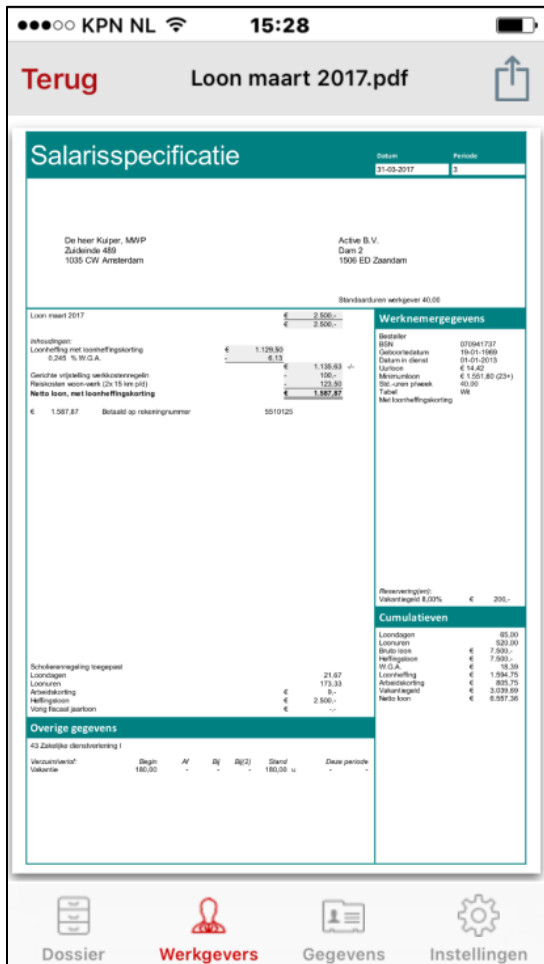 KPN NL 15:28
Terug Loon maart 2017.pdf
Salarisspecificatie
Datum Periode
31-03-2017 3
De heer Kuiper, MWP
Zuideinde 489
1035 CW Amsterdam
Active B.V.
Dam 2
1506 ED Zaandam
Standaarduren werkgever 40,00
Loon maart 2017 € 2.500,-
€ 2.500,-
Inhoudingen:
Loonheffing met loonheffingskorting € 1.129,50
0,245 % W.G.A. - 6,13
€ 1.135,63 -/-
Gerichte vrijstelling werkkostenregelin - 100,-
Reiskosten woon-werk (2x 15 km p/d) - 123,50
Netto loon, met loonheffingskorting € 1.587,87
€ 1.587,87 Betaald op rekeningnummer 5510125
Werknemergegevens
Besteller
BSN 070941737
Geboortedatum 19-01-1969
Datum in dienst 01-01-2013
Uurloon € 14,42
Minimumloon € 1.551,60 (23+)
Std.-uren p/week 40,00
Tabel Wit
Met loonheffingskorting
Reservering(en):
Vakantiegeld 8,00% € 200,-
Cumulatieven
Loondagen 65,00
Loonuren 520,00
Bruto loon € 7.500,-
Heffingsloon € 7.500,-
W.G.A. € 18,39
Loonheffing € 1.594,75
Arbeidskorting € 805,75
Vakantiegeld € 3.039,69
Netto loon € 6.557,36
Scholierenregeling toegepast
Loondagen 21,67
Loonuren 173,33
Arbeidskorting €
Heffingsloon € 2.500,-
Vorig fiscaal jaarloon € -,-
Overige gegevens
43 Zakelijke dienstverlening I
Verzuim/verlof: Begin Af Bij Bij(2) Stand Deze periode
Vakantie 180,00 - - - 180,00 u - -
Dossier Werkgevers Gegevens Instellingen